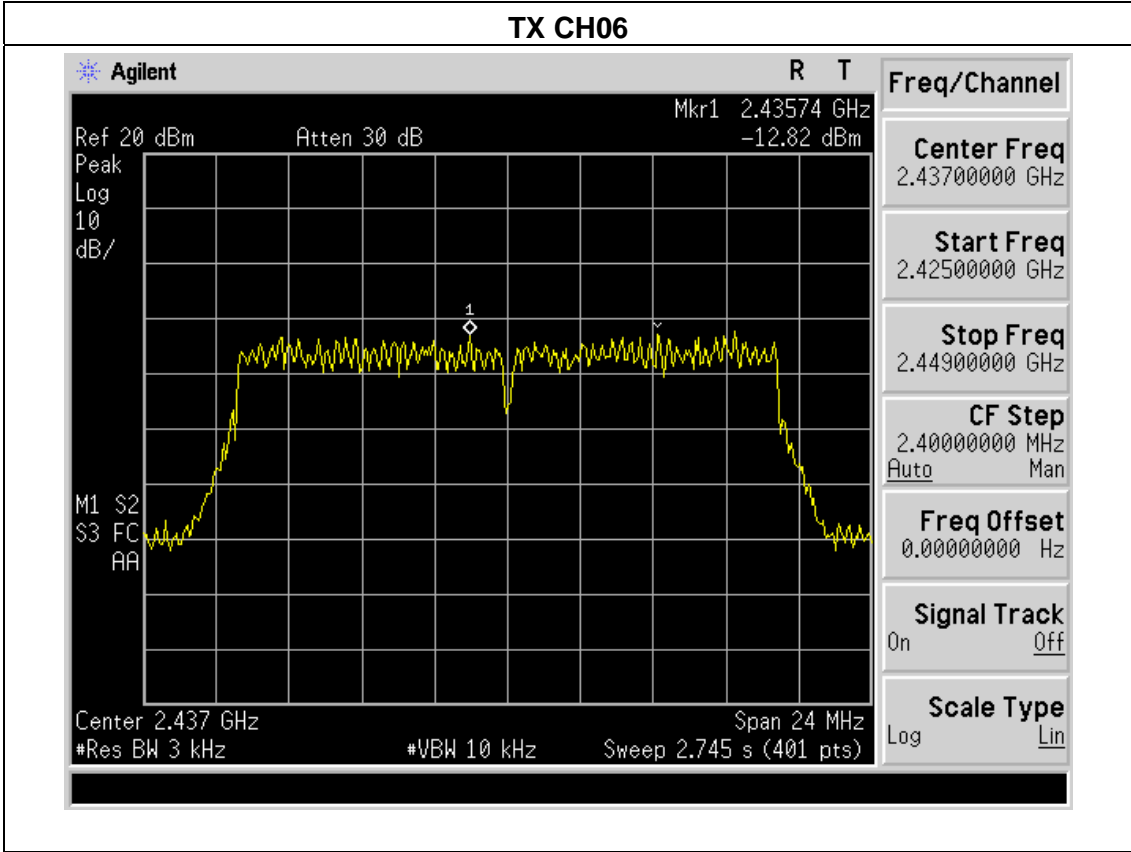 TX CH06
Agilent
R T
Mkr1 2.43574 GHz
Ref 20 dBm Atten 30 dB -12.82 dBm
Peak
Log
10
dB/
1
M1 S2
S3 FC
AA
Center 2.437 GHz Span 24 MHz
#Res BW 3 kHz #VBW 10 kHz Sweep 2.745 s (401 pts)
Freq/Channel
Center Freq
2.43700000 GHz
Start Freq
2.42500000 GHz
Stop Freq
2.44900000 GHz
CF Step
2.40000000 MHz
Auto Man
Freq Offset
0.00000000 Hz
Signal Track
On Off
Scale Type
Log Lin